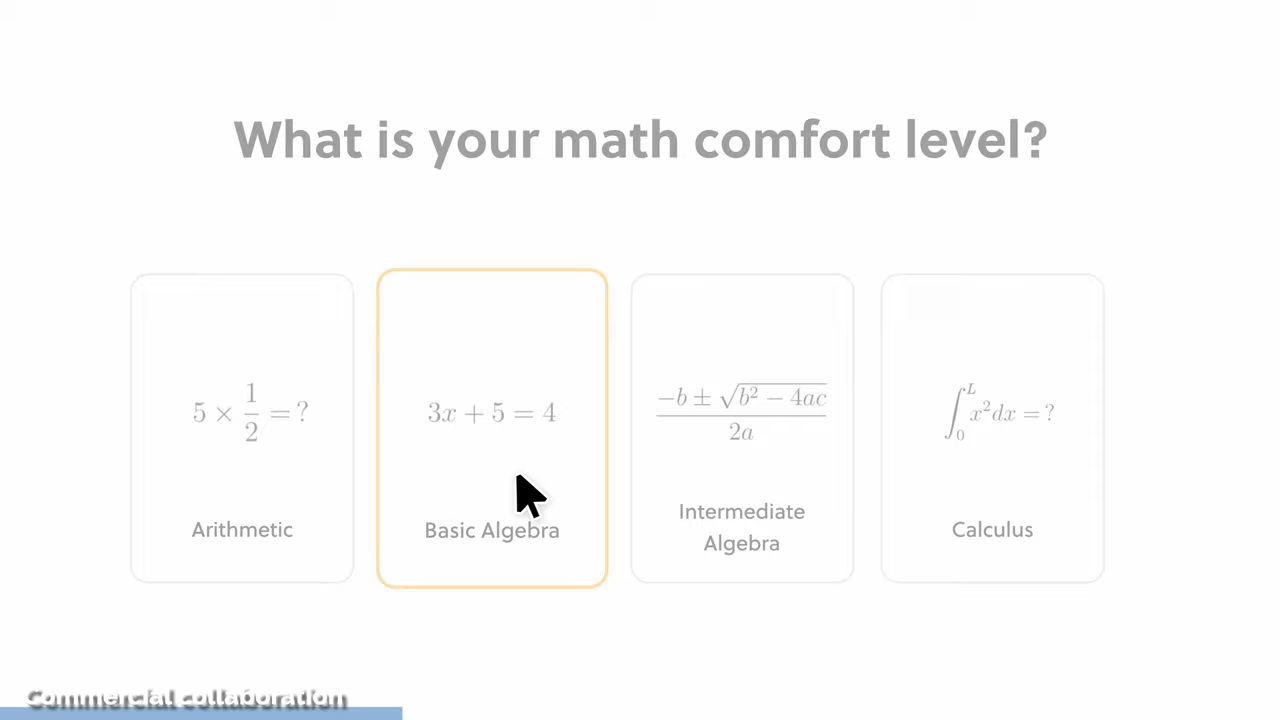 What is your math comfort level?
5 × 1/2 = ?
Arithmetic
3x + 5 = 4
Basic Algebra
−b ± √(b² − 4ac) / 2a
Intermediate
Algebra
∫₀ᴸ x²dx = ?
Calculus
Commercial collaboration